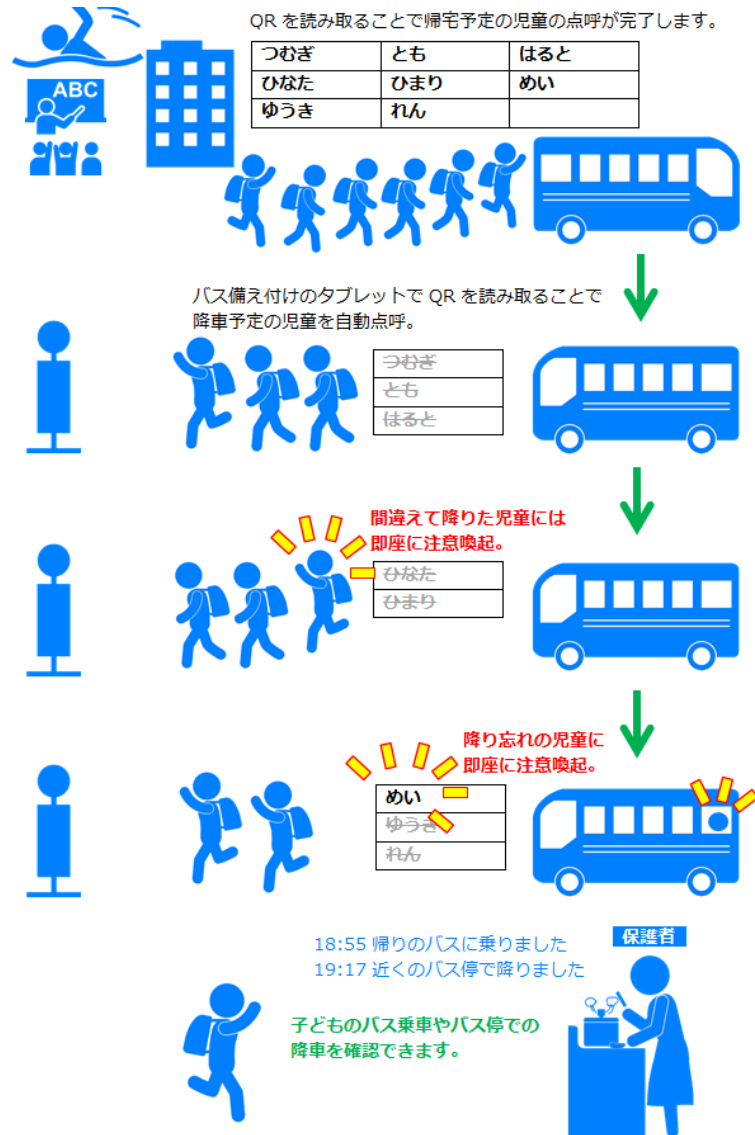 QR を読み取ることで帰宅予定の児童の点呼が完了します。
ABC
つむぎ とも はると
ひなた ひまり めい
ゆうき れん
バス備え付けのタブレットで QR を読み取ることで
降車予定の児童を自動点呼。
つむぎ
とも
はると
間違えて降りた児童には
即座に注意喚起。
ひなた
ひまり
降り忘れの児童に
即座に注意喚起。
めい
ゆうき
れん
18:55 帰りのバスに乗りました
19:17 近くのバス停で降りました
保護者
子どものバス乗車やバス停での
降車を確認できます。